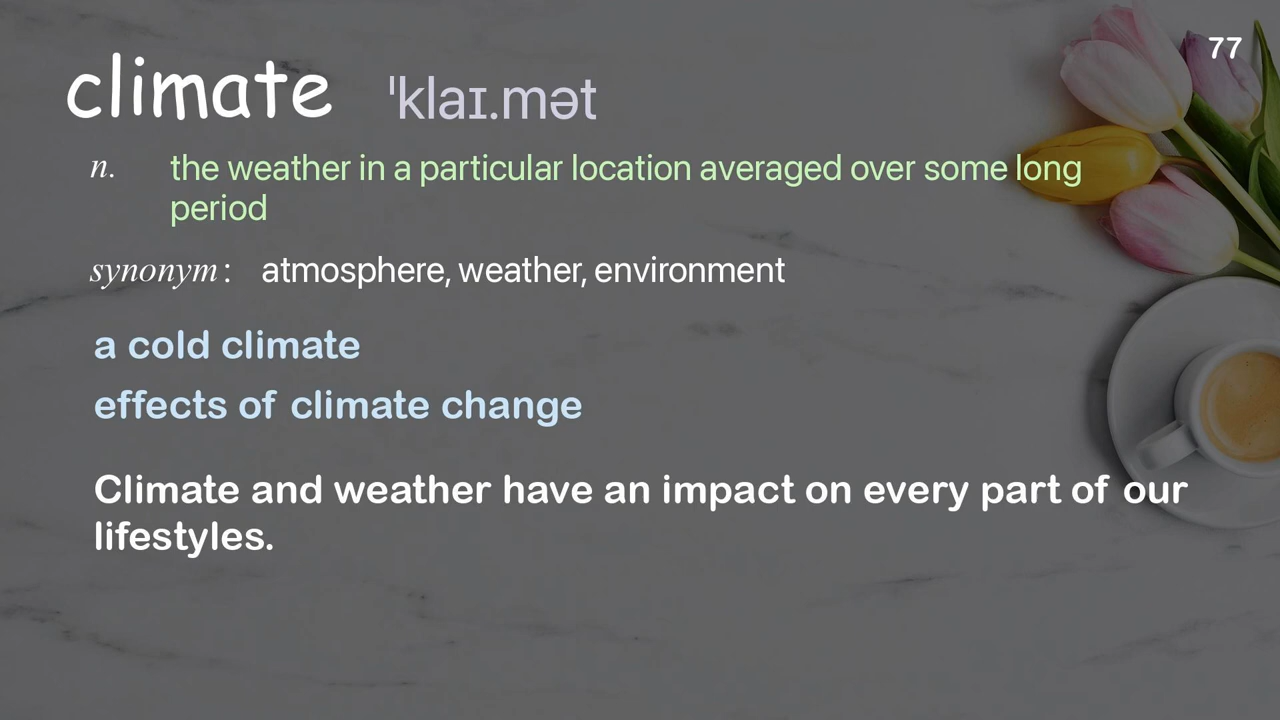 77
climate ˈklaɪ.mət
n. the weather in a particular location averaged over some long
period
synonym: atmosphere, weather, environment
a cold climate
effects of climate change
Climate and weather have an impact on every part of our
lifestyles.